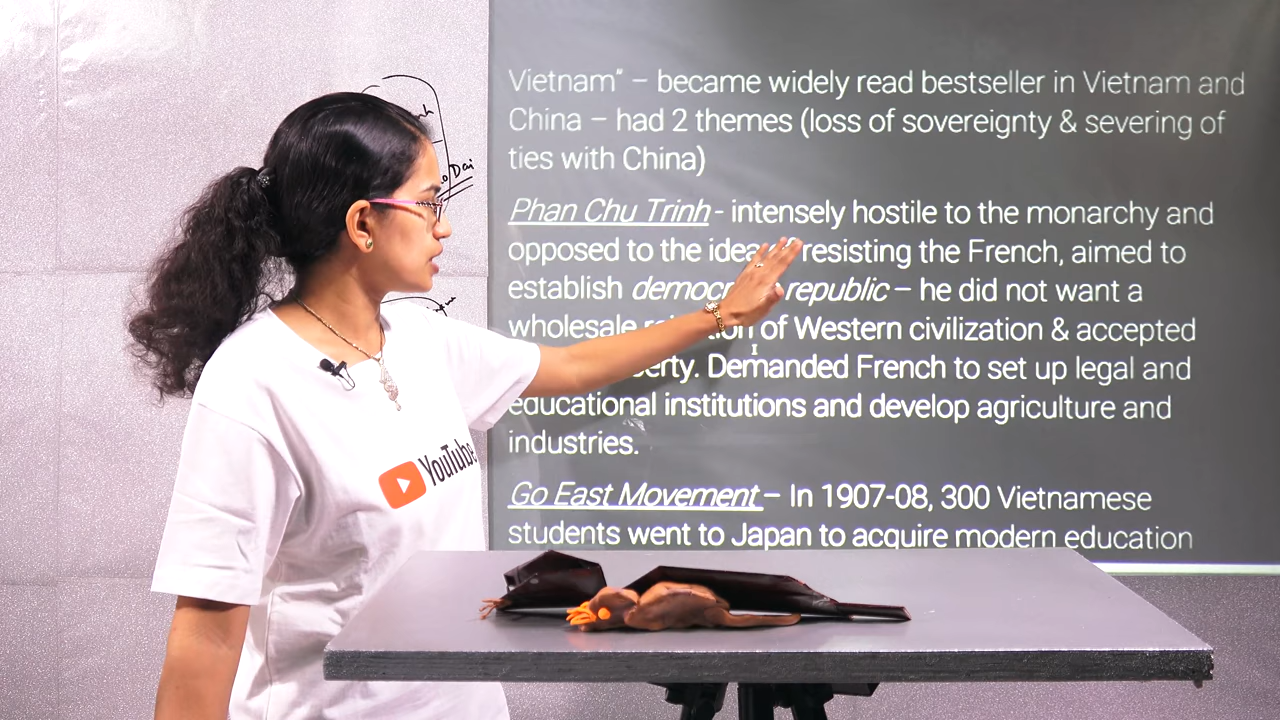 Vietnam" – became widely read bestseller in Vietnam and
China – had 2 themes (loss of sovereignty & severing of
ties with China)
Phan Chu Trinh - intensely hostile to the monarchy and
opposed to the idea resisting the French, aimed to
establish republic – he did not want a
wholesale of Western civilization & accepted
Demanded French to set up legal and
educational institutions and develop agriculture and
industries.
Go East Movement – In 1907-08, 300 Vietnamese
students went to Japan to acquire modern education
Dai
YouTube